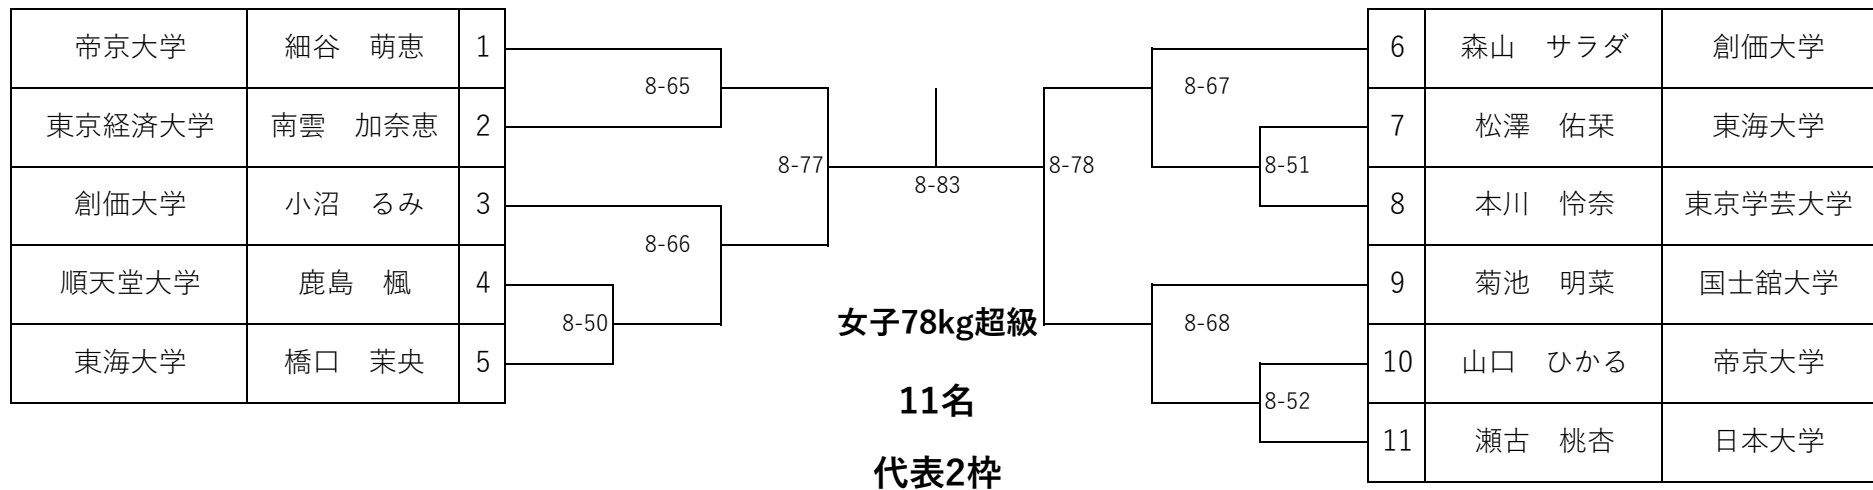 帝京大学 細谷　萌恵 1
東京経済大学 南雲　加奈恵 2
創価大学 小沼　るみ 3
順天堂大学 鹿島　楓 4
東海大学 橋口　茉央 5
8-65
8-77
8-66
8-50
8-83
女子78kg超級
11名
代表2枠
8-67
8-78
8-51
8-68
8-52
6 森山　サラダ 創価大学
7 松澤　佑栞 東海大学
8 本川　怜奈 東京学芸大学
9 菊池　明菜 国士舘大学
10 山口　ひかる 帝京大学
11 瀬古　桃杏 日本大学